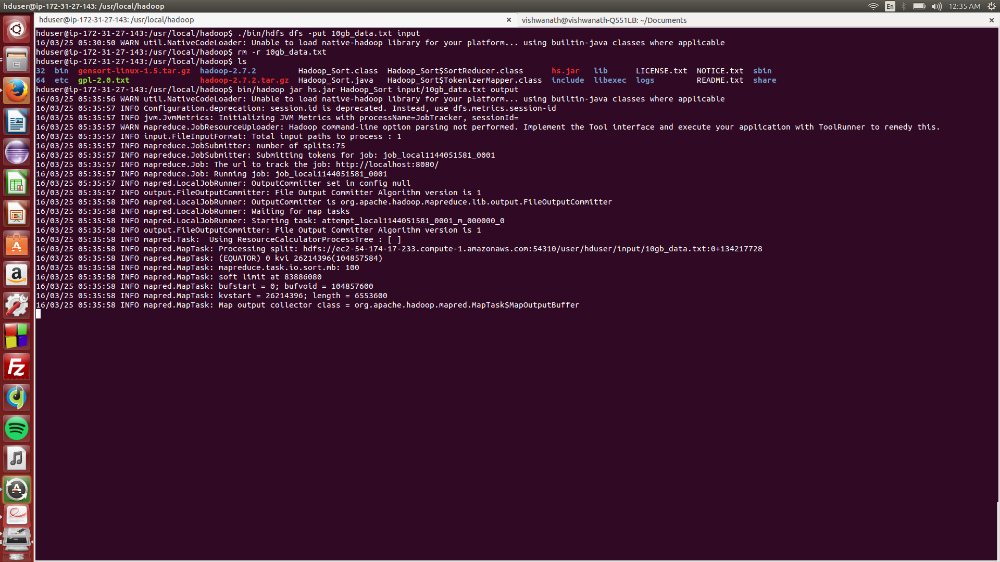 hduser@ip-172-31-27-143: /usr/local/hadoop
En
12:35 AM
hduser@ip-172-31-27-143: /usr/local/hadoop
vishwanath@vishwanath-Q551LB: ~/Documents
hduser@ip-172-31-27-143:/usr/local/hadoop$ ./bin/hdfs dfs -put 10gb_data.txt input
16/03/25 05:30:50 WARN util.NativeCodeLoader: Unable to load native-hadoop library for your platform... using builtin-java classes where applicable
hduser@ip-172-31-27-143:/usr/local/hadoop$ rm -r 10gb_data.txt
hduser@ip-172-31-27-143:/usr/local/hadoop$ ls
32  bin  gensort-linux-1.5.tar.gz  hadoop-2.7.2         Hadoop_Sort.class  Hadoop_Sort$SortReducer.class      hs.jar   lib      LICENSE.txt  NOTICE.txt  sbin
64  etc  gpl-2.0.txt               hadoop-2.7.2.tar.gz  Hadoop_Sort.java   Hadoop_Sort$TokenizerMapper.class  include  libexec  logs         README.txt  share
hduser@ip-172-31-27-143:/usr/local/hadoop$ bin/hadoop jar hs.jar Hadoop_Sort input/10gb_data.txt output
16/03/25 05:35:56 WARN util.NativeCodeLoader: Unable to load native-hadoop library for your platform... using builtin-java classes where applicable
16/03/25 05:35:57 INFO Configuration.deprecation: session.id is deprecated. Instead, use dfs.metrics.session-id
16/03/25 05:35:57 INFO jvm.JvmMetrics: Initializing JVM Metrics with processName=JobTracker, sessionId=
16/03/25 05:35:57 WARN mapreduce.JobResourceUploader: Hadoop command-line option parsing not performed. Implement the Tool interface and execute your application with ToolRunner to remedy this.
16/03/25 05:35:57 INFO input.FileInputFormat: Total input paths to process : 1
16/03/25 05:35:57 INFO mapreduce.JobSubmitter: number of splits:75
16/03/25 05:35:57 INFO mapreduce.JobSubmitter: Submitting tokens for job: job_local1144051581_0001
16/03/25 05:35:57 INFO mapreduce.Job: The url to track the job: http://localhost:8080/
16/03/25 05:35:57 INFO mapreduce.Job: Running job: job_local1144051581_0001
16/03/25 05:35:57 INFO mapred.LocalJobRunner: OutputCommitter set in config null
16/03/25 05:35:57 INFO output.FileOutputCommitter: File Output Committer Algorithm version is 1
16/03/25 05:35:58 INFO mapred.LocalJobRunner: OutputCommitter is org.apache.hadoop.mapreduce.lib.output.FileOutputCommitter
16/03/25 05:35:58 INFO mapred.LocalJobRunner: Waiting for map tasks
16/03/25 05:35:58 INFO mapred.LocalJobRunner: Starting task: attempt_local1144051581_0001_m_000000_0
16/03/25 05:35:58 INFO output.FileOutputCommitter: File Output Committer Algorithm version is 1
16/03/25 05:35:58 INFO mapred.Task:  Using ResourceCalculatorProcessTree : [ ]
16/03/25 05:35:58 INFO mapred.MapTask: Processing split: hdfs://ec2-54-174-17-233.compute-1.amazonaws.com:54310/user/hduser/input/10gb_data.txt:0+134217728
16/03/25 05:35:58 INFO mapred.MapTask: (EQUATOR) 0 kvi 26214396(104857584)
16/03/25 05:35:58 INFO mapred.MapTask: mapreduce.task.io.sort.mb: 100
16/03/25 05:35:58 INFO mapred.MapTask: soft limit at 83886080
16/03/25 05:35:58 INFO mapred.MapTask: bufstart = 0; bufvoid = 104857600
16/03/25 05:35:58 INFO mapred.MapTask: kvstart = 26214396; length = 6553600
16/03/25 05:35:58 INFO mapred.MapTask: Map output collector class = org.apache.hadoop.mapred.MapTask$MapOutputBuffer